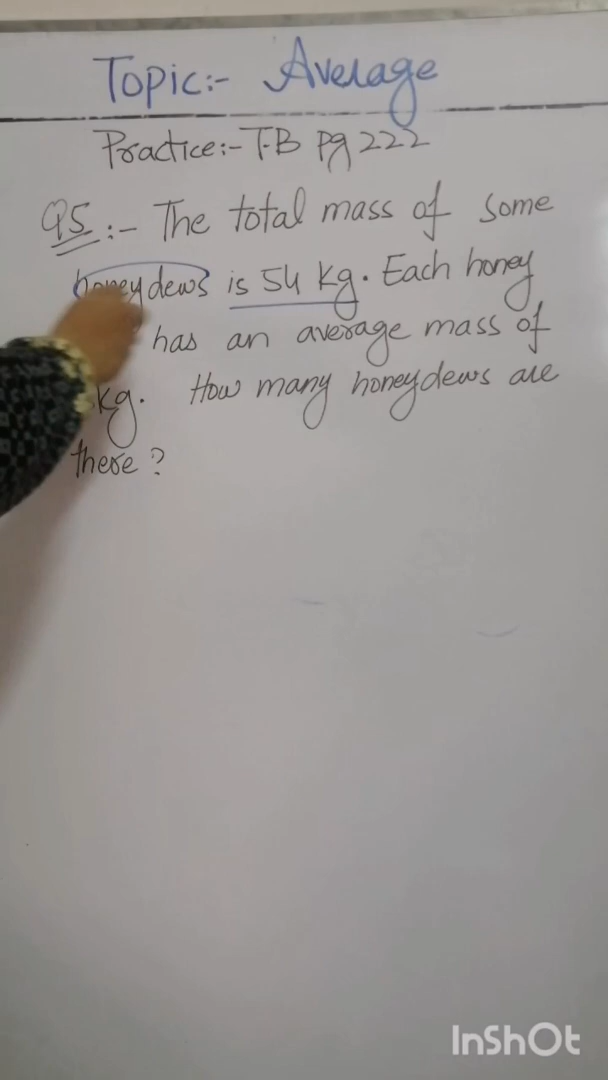 Topic:- Average
Practice:- T.B Pg 222
Q5 :- The total mass of some
honeydews is 54 kg. Each honey
has an average mass of
kg. How many honeydews are
there?
InShOt